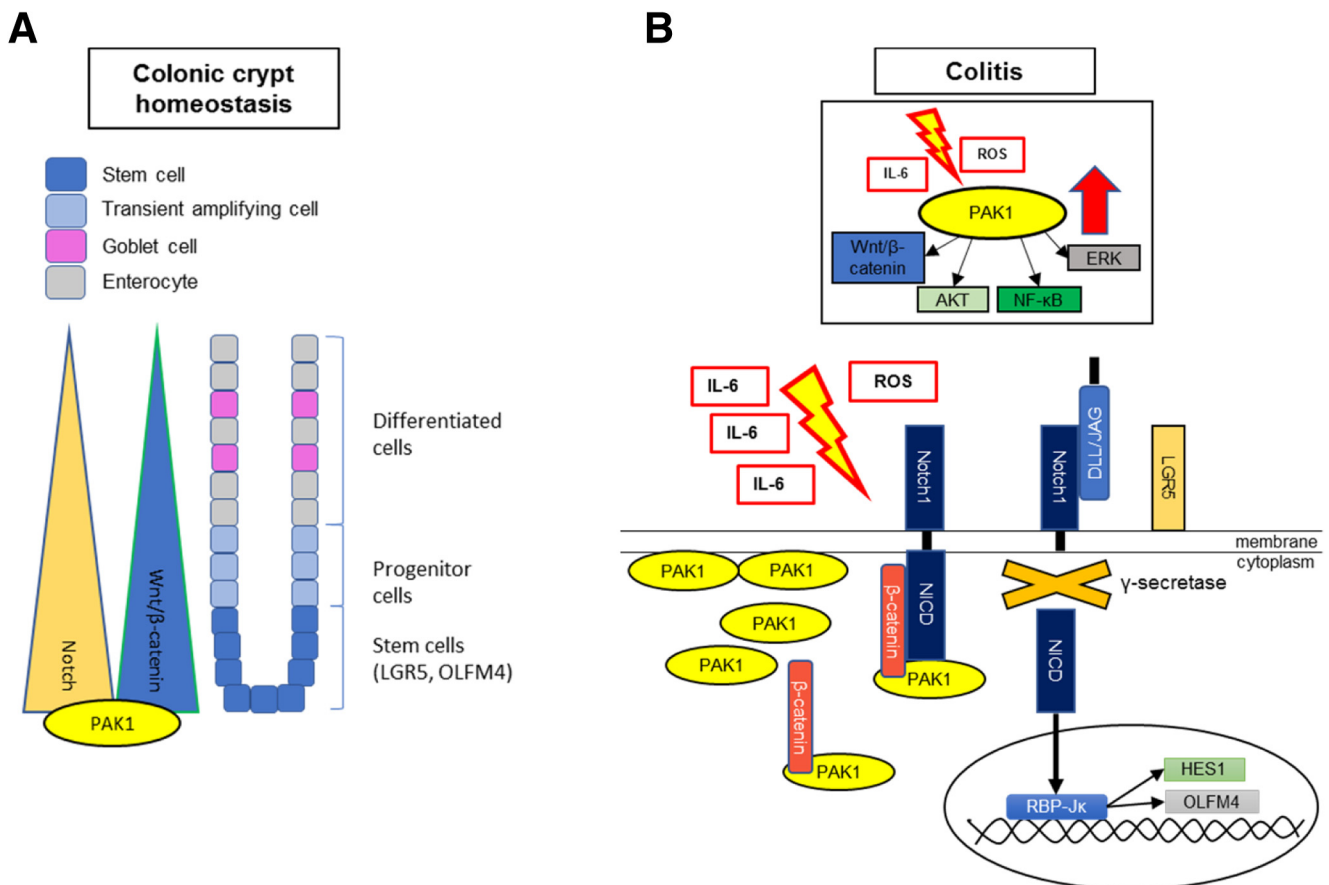 A
Colonic crypt
homeostasis
Stem cell
Transient amplifying cell
Goblet cell
Enterocyte
Notch
Wnt/β-catenin
PAK1
Differentiated
cells
Progenitor
cells
Stem cells
(LGR5, OLFM4)
B
Colitis
ROS
IL-6
PAK1
Wnt/β-
catenin
ERK
AKT
NF-κB
IL-6
ROS
IL-6
IL-6
Notch1
Notch1
DLL/JAG
LGR5
membrane
cytoplasm
PAK1
PAK1
PAK1
PAK1
β-catenin
NICD
PAK1
γ-secretase
NICD
β-catenin
PAK1
RBP-Jκ
HES1
OLFM4